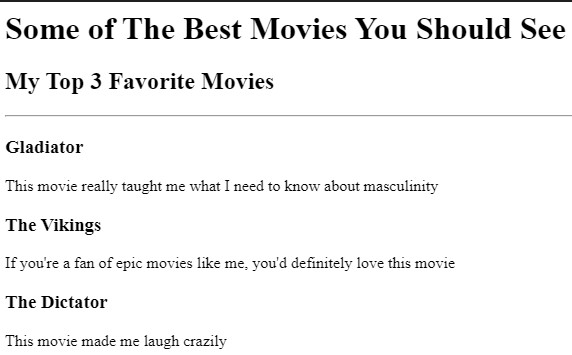 Some of The Best Movies You Should See
My Top 3 Favorite Movies
Gladiator
This movie really taught me what I need to know about masculinity
The Vikings
If you're a fan of epic movies like me, you'd definitely love this movie
The Dictator
This movie made me laugh crazily